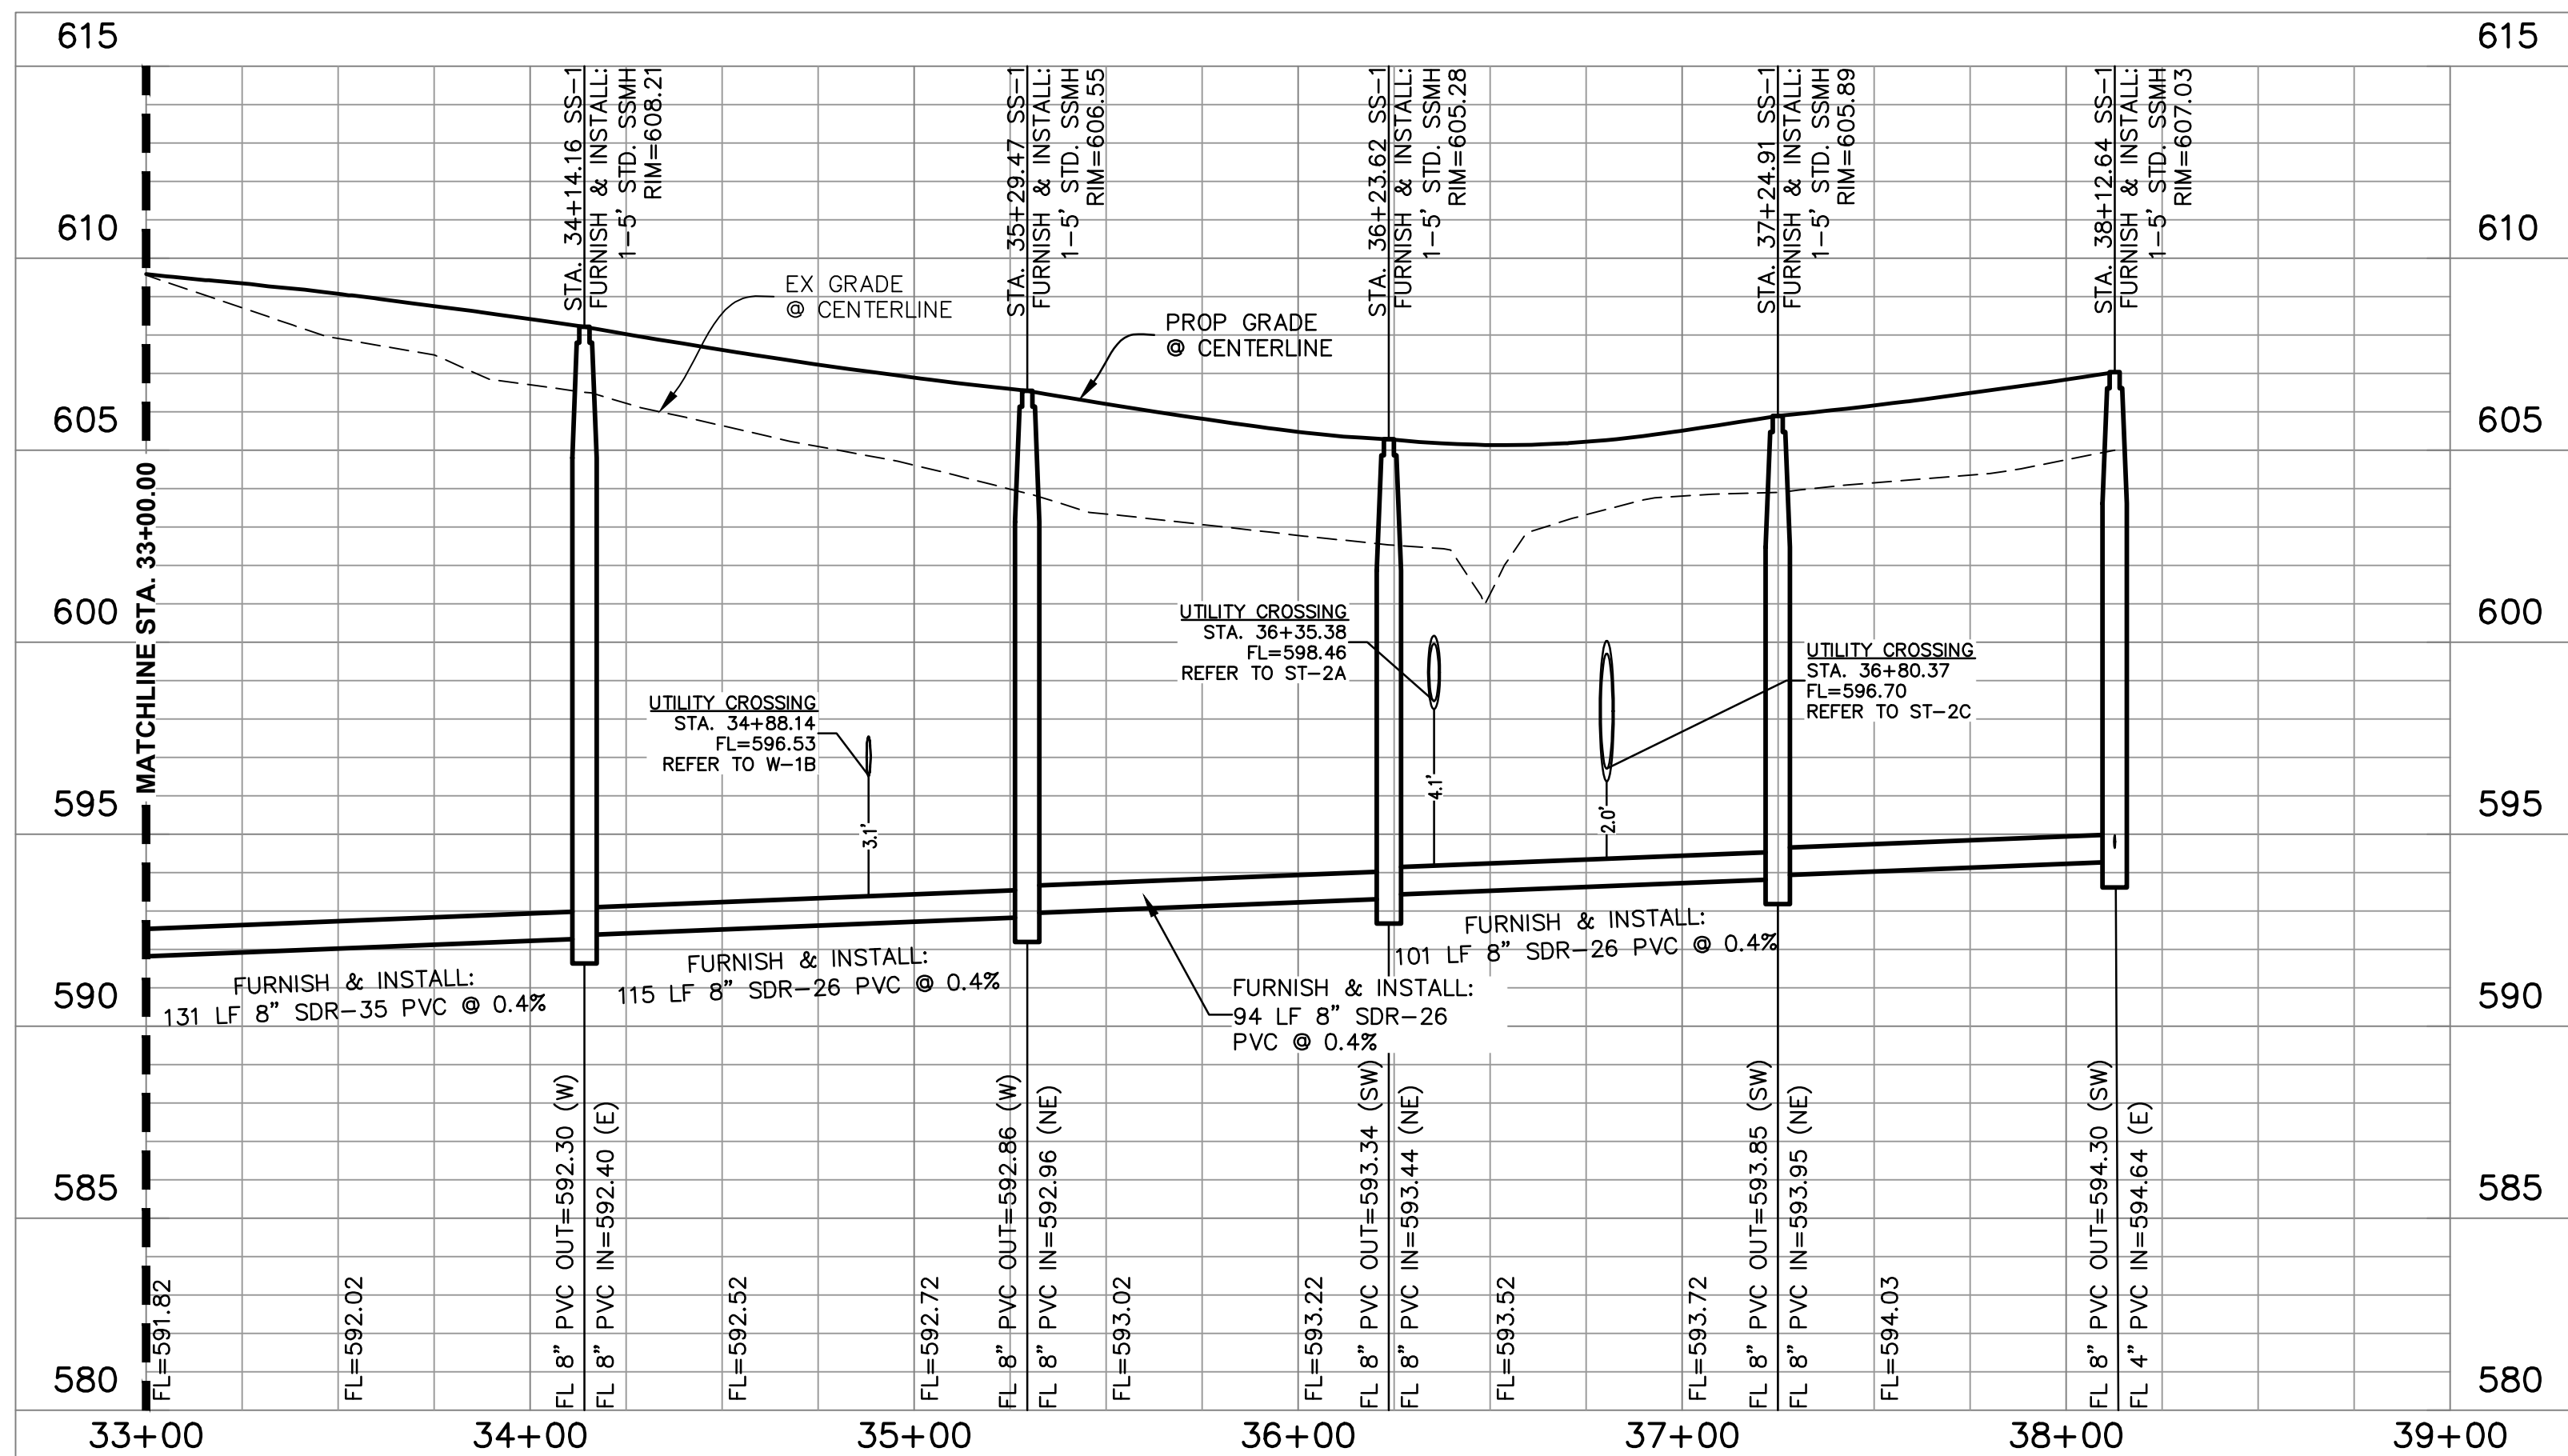 615
615
STA. 34+14.16 SS-1
FURNISH & INSTALL:
1-5' STD. SSMH
RIM=608.21
STA. 35+29.47 SS-1
FURNISH & INSTALL:
1-5' STD. SSMH
RIM=606.55
STA. 36+23.62 SS-1
FURNISH & INSTALL:
1-5' STD. SSMH
RIM=605.28
STA. 37+24.91 SS-1
FURNISH & INSTALL:
1-5' STD. SSMH
RIM=605.89
STA. 38+12.64 SS-1
FURNISH & INSTALL:
1-5' STD. SSMH
RIM=607.03
610
610
EX GRADE
@ CENTERLINE
PROP GRADE
@ CENTERLINE
605
605
MATCHLINE STA. 33+00.00
600
600
UTILITY CROSSING
STA. 36+35.38
FL=598.46
REFER TO ST-2A
UTILITY CROSSING
STA. 36+80.37
FL=596.70
REFER TO ST-2C
UTILITY CROSSING
STA. 34+88.14
FL=596.53
REFER TO W-1B
595
595
3.1'
4.1'
2.0'
590
590
FURNISH & INSTALL:
131 LF 8" SDR-35 PVC @ 0.4%
FURNISH & INSTALL:
115 LF 8" SDR-26 PVC @ 0.4%
FURNISH & INSTALL:
94 LF 8" SDR-26
PVC @ 0.4%
FURNISH & INSTALL:
101 LF 8" SDR-26 PVC @ 0.4%
585
585
580
580
FL=591.82
FL=592.02
FL 8" PVC OUT=592.30 (W)
FL 8" PVC IN=592.40 (E)
FL=592.52
FL=592.72
FL 8" PVC OUT=592.86 (W)
FL 8" PVC IN=592.96 (NE)
FL=593.02
FL=593.22
FL 8" PVC OUT=593.34 (SW)
FL 8" PVC IN=593.44 (NE)
FL=593.52
FL=593.72
FL 8" PVC OUT=593.85 (SW)
FL 8" PVC IN=593.95 (NE)
FL=594.03
FL 8" PVC OUT=594.30 (SW)
FL 4" PVC IN=594.64 (E)
33+00
34+00
35+00
36+00
37+00
38+00
39+00